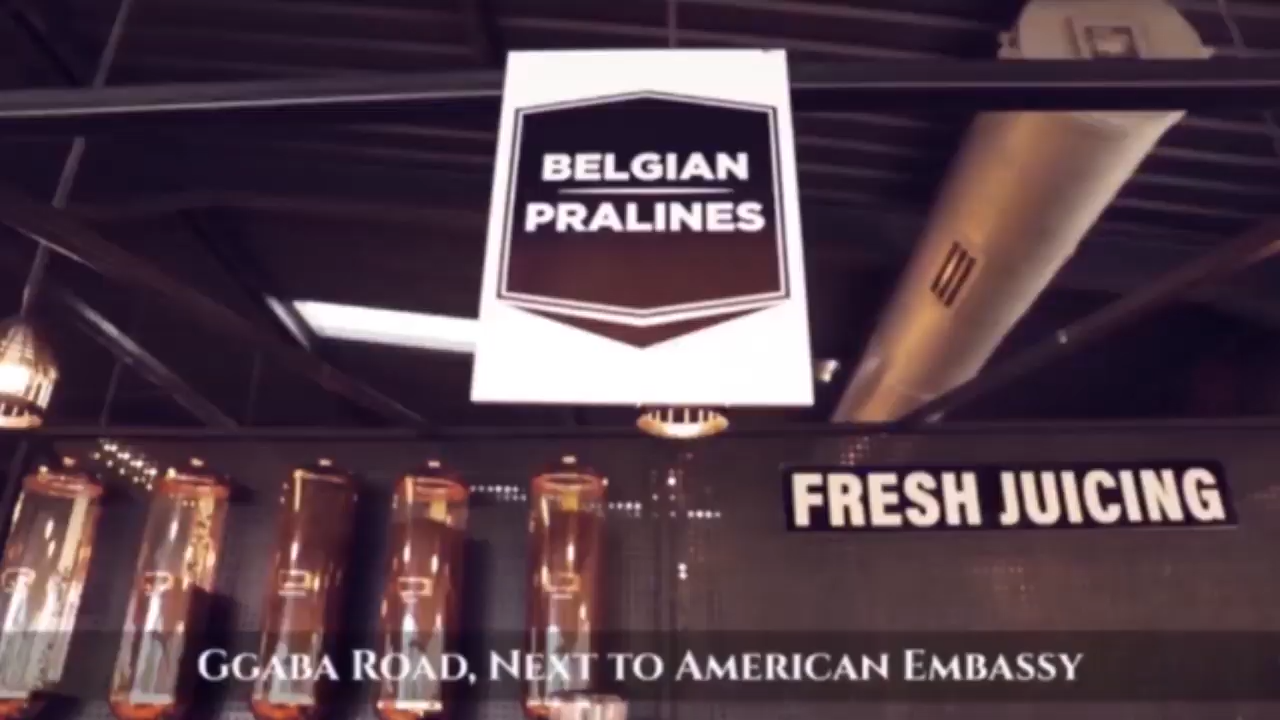 BELGIAN
PRALINES
FRESH JUICING
GGABA ROAD, NEXT TO AMERICAN EMBASSY